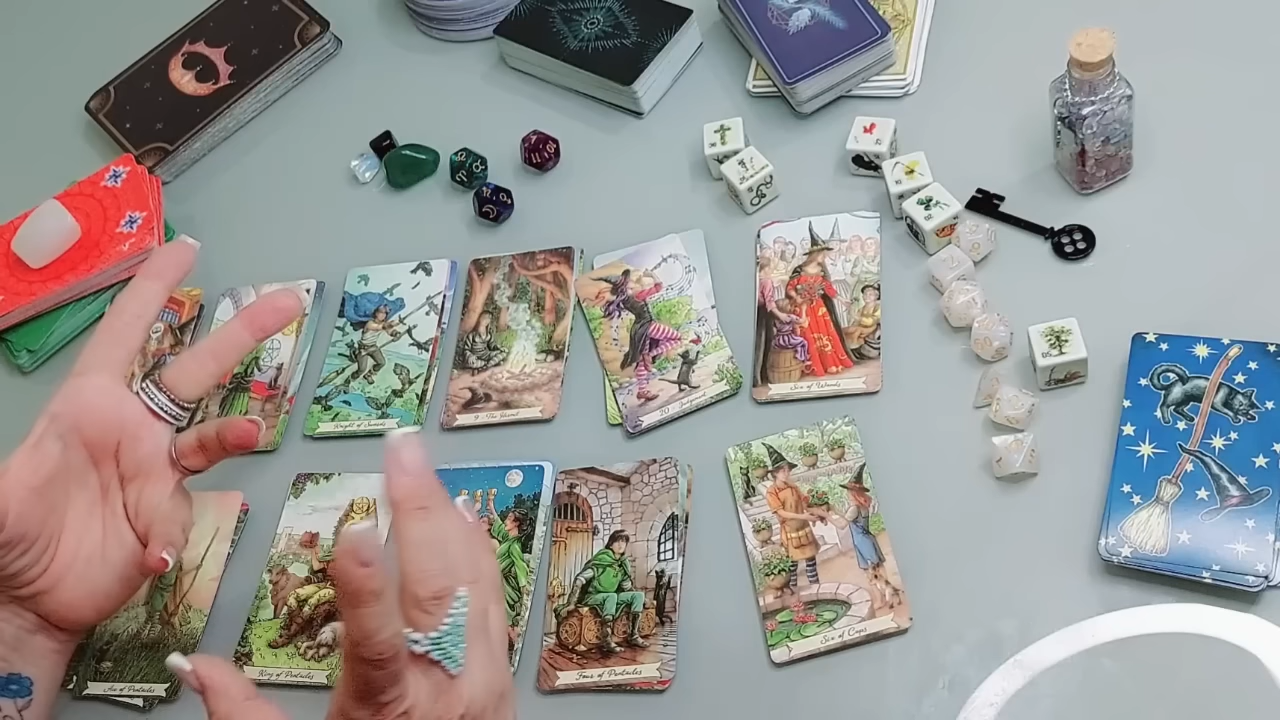 Knight of Swords
9 - The Hermit
20 - Judgement
Six of Wands
Ace of Pentacles
King of Pentacles
Four of Pentacles
Six of Cups